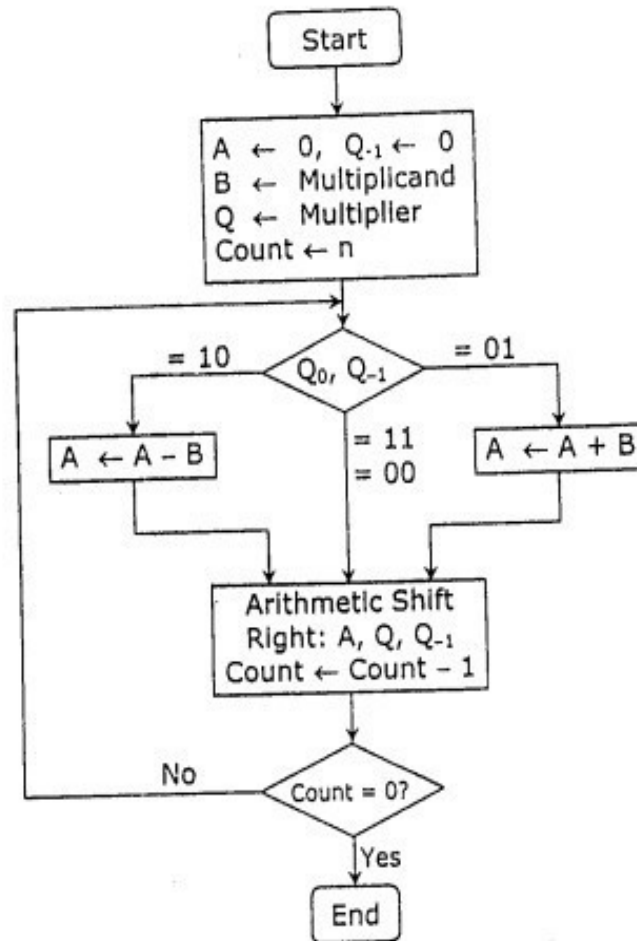 Start
A ← 0, Q₋₁ ← 0
B ← Multiplicand
Q ← Multiplier
Count ← n
= 10
Q₀, Q₋₁
= 01
A ← A – B
= 11
= 00
A ← A + B
Arithmetic Shift
Right: A, Q, Q₋₁
Count ← Count – 1
No
Count = 0?
Yes
End